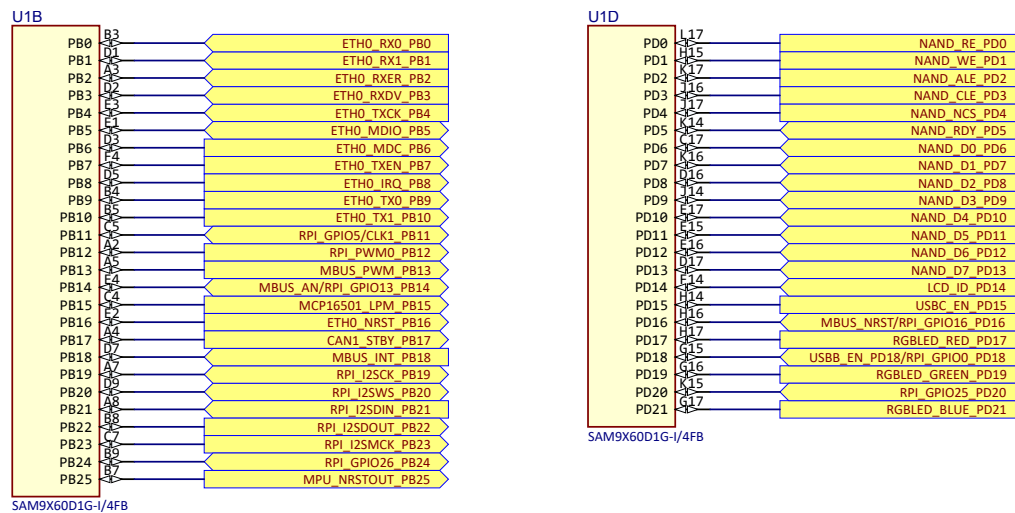 U1B
PB0 B3 ETH0_RX0_PB0
PB1 D1 ETH0_RX1_PB1
PB2 A3 ETH0_RXER_PB2
PB3 D2 ETH0_RXDV_PB3
PB4 E3 ETH0_TXCK_PB4
PB5 E1 ETH0_MDIO_PB5
PB6 D3 ETH0_MDC_PB6
PB7 F4 ETH0_TXEN_PB7
PB8 D5 ETH0_IRQ_PB8
PB9 B4 ETH0_TX0_PB9
PB10 B5 ETH0_TX1_PB10
PB11 C5 RPI_GPIO5/CLK1_PB11
PB12 A2 RPI_PWM0_PB12
PB13 A5 MBUS_PWM_PB13
PB14 E4 MBUS_AN/RPI_GPIO13_PB14
PB15 C4 MCP16501_LPM_PB15
PB16 E2 ETH0_NRST_PB16
PB17 A4 CAN1_STBY_PB17
PB18 D7 MBUS_INT_PB18
PB19 A7 RPI_I2SCK_PB19
PB20 D9 RPI_I2SWS_PB20
PB21 A8 RPI_I2SDIN_PB21
PB22 B8 RPI_I2SDOUT_PB22
PB23 C7 RPI_I2SMCK_PB23
PB24 B9 RPI_GPIO26_PB24
PB25 B7 MPU_NRSTOUT_PB25
SAM9X60D1G-I/4FB
U1D
PD0 L17 NAND_RE_PD0
PD1 H15 NAND_WE_PD1
PD2 K17 NAND_ALE_PD2
PD3 J16 NAND_CLE_PD3
PD4 J17 NAND_NCS_PD4
PD5 K14 NAND_RDY_PD5
PD6 C17 NAND_D0_PD6
PD7 K16 NAND_D1_PD7
PD8 D16 NAND_D2_PD8
PD9 J14 NAND_D3_PD9
PD10 E17 NAND_D4_PD10
PD11 E15 NAND_D5_PD11
PD12 E16 NAND_D6_PD12
PD13 D17 NAND_D7_PD13
PD14 F14 LCD_ID_PD14
PD15 H14 USBC_EN_PD15
PD16 H16 MBUS_NRST/RPI_GPIO16_PD16
PD17 H17 RGBLED_RED_PD17
PD18 G15 USBB_EN_PD18/RPI_GPIO0_PD18
PD19 G16 RGBLED_GREEN_PD19
PD20 K15 RPI_GPIO25_PD20
PD21 G17 RGBLED_BLUE_PD21
SAM9X60D1G-I/4FB